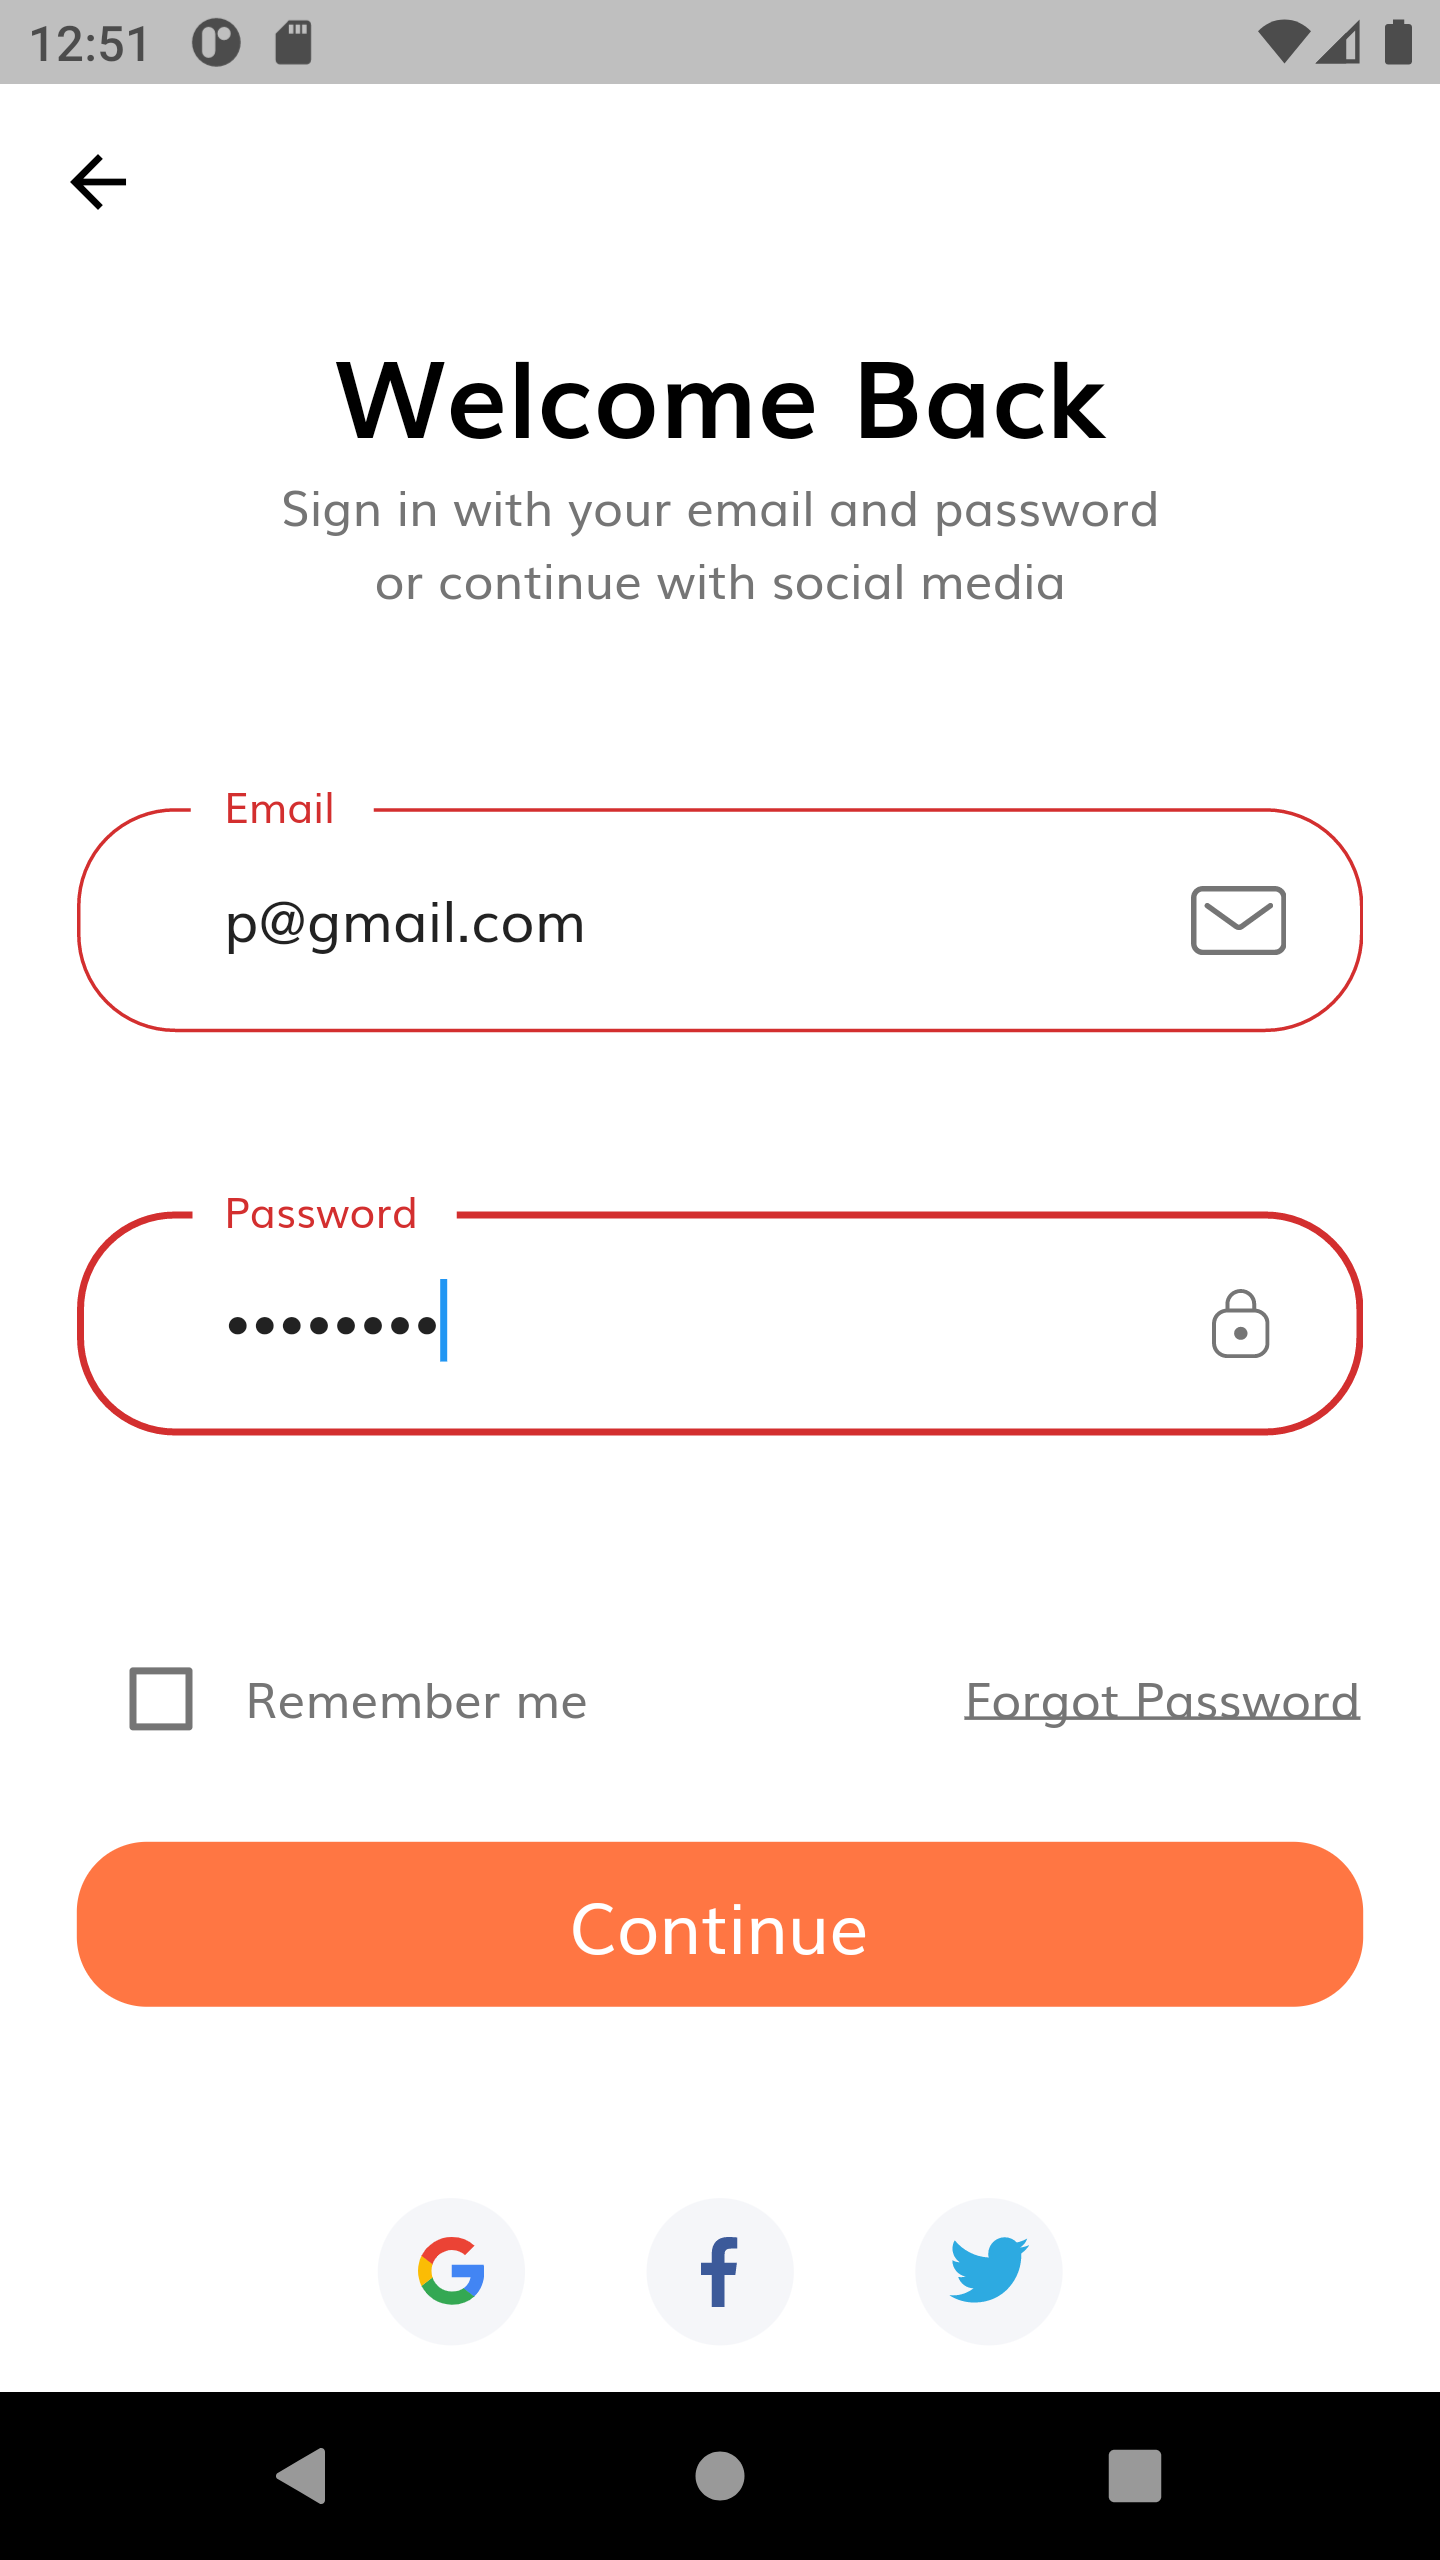 12:51
Welcome Back
Sign in with your email and password
or continue with social media
Email
p@gmail.com
Password
••••••••
Remember me
Forgot Password
Continue